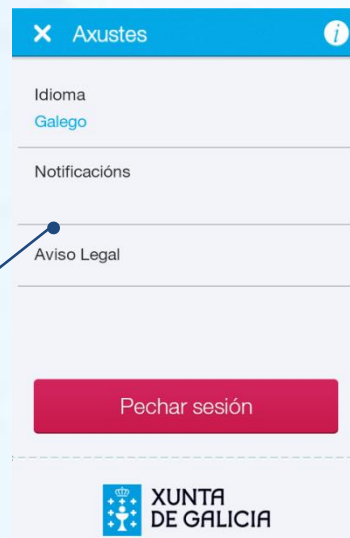 Axustes
Idioma
Galego
Notificacións
Aviso Legal
Pechar sesión
XUNTA
DE GALICIA